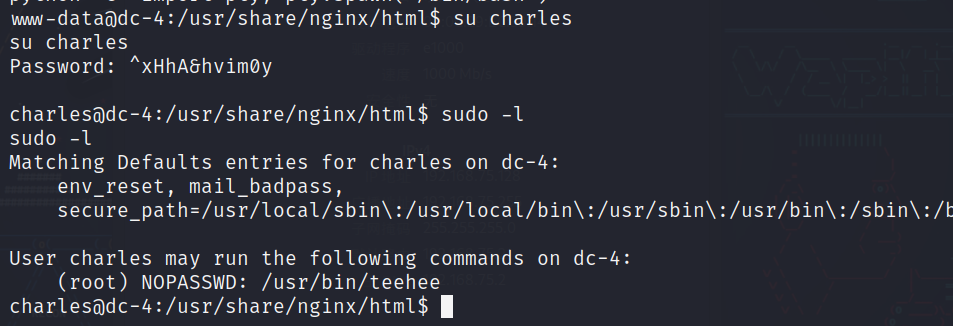 www-data@dc-4:/usr/share/nginx/html$ su charles
su charles
Password: ^xHhA&hvim0y
charles@dc-4:/usr/share/nginx/html$ sudo -l
sudo -l
Matching Defaults entries for charles on dc-4:
    env_reset, mail_badpass,
    secure_path=/usr/local/sbin\:/usr/local/bin\:/usr/sbin\:/usr/bin\:/sbin\:/b
User charles may run the following commands on dc-4:
    (root) NOPASSWD: /usr/bin/teehee
charles@dc-4:/usr/share/nginx/html$